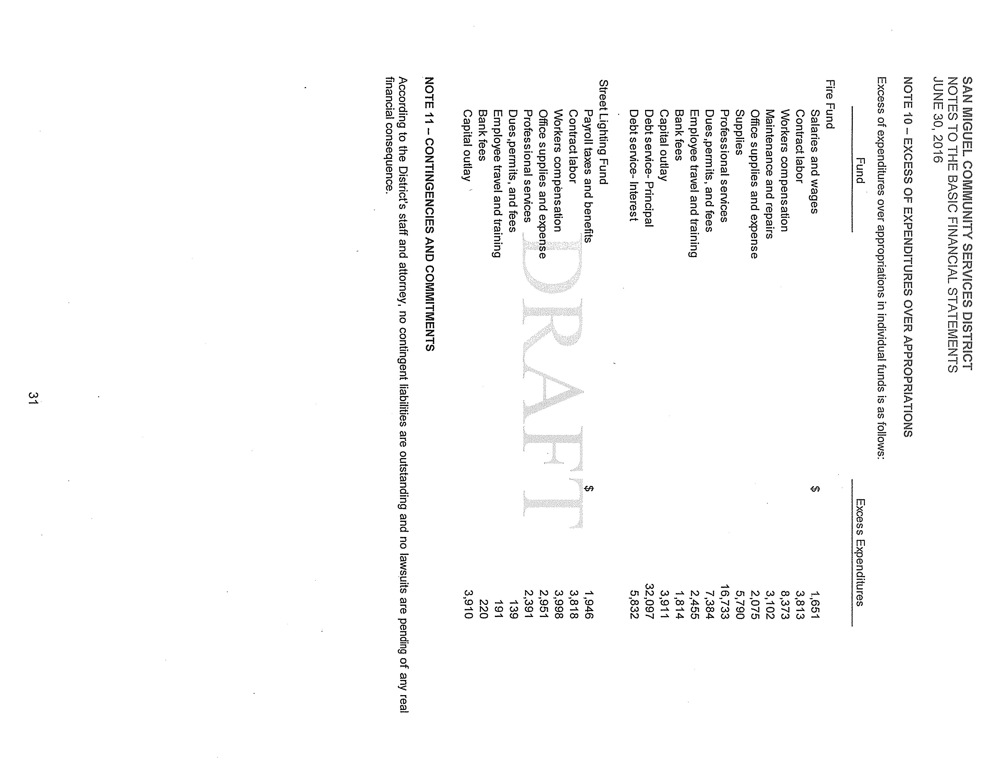 SAN MIGUEL COMMUNITY SERVICES DISTRICT
NOTES TO THE BASIC FINANCIAL STATEMENTS
JUNE 30, 2016
NOTE 10 – EXCESS OF EXPENDITURES OVER APPROPRIATIONS
Excess of expenditures over appropriations in individual funds is as follows:
Fund Excess Expenditures
Fire Fund
Salaries and wages $ 1,651
Contract labor 3,813
Workers compensation 8,373
Maintenance and repairs 3,102
Office supplies and expense 2,075
Supplies 5,790
Professional services 16,733
Dues,permits, and fees 7,384
Employee travel and training 2,455
Bank fees 1,814
Capital outlay 3,911
Debt service- Principal 32,097
Debt service- Interest 5,832
Street Lighting Fund
Payroll taxes and benefits $ 1,946
Contract labor 3,818
Workers compensation 3,998
Office supplies and expense 2,951
Professional services 2,391
Dues,permits, and fees 139
Employee travel and training 191
Bank fees 220
Capital outlay 3,910
DRAFT
NOTE 11 – CONTINGENCIES AND COMMITMENTS
According to the District's staff and attorney, no contingent liabilities are outstanding and no lawsuits are pending of any real
financial consequence.
31